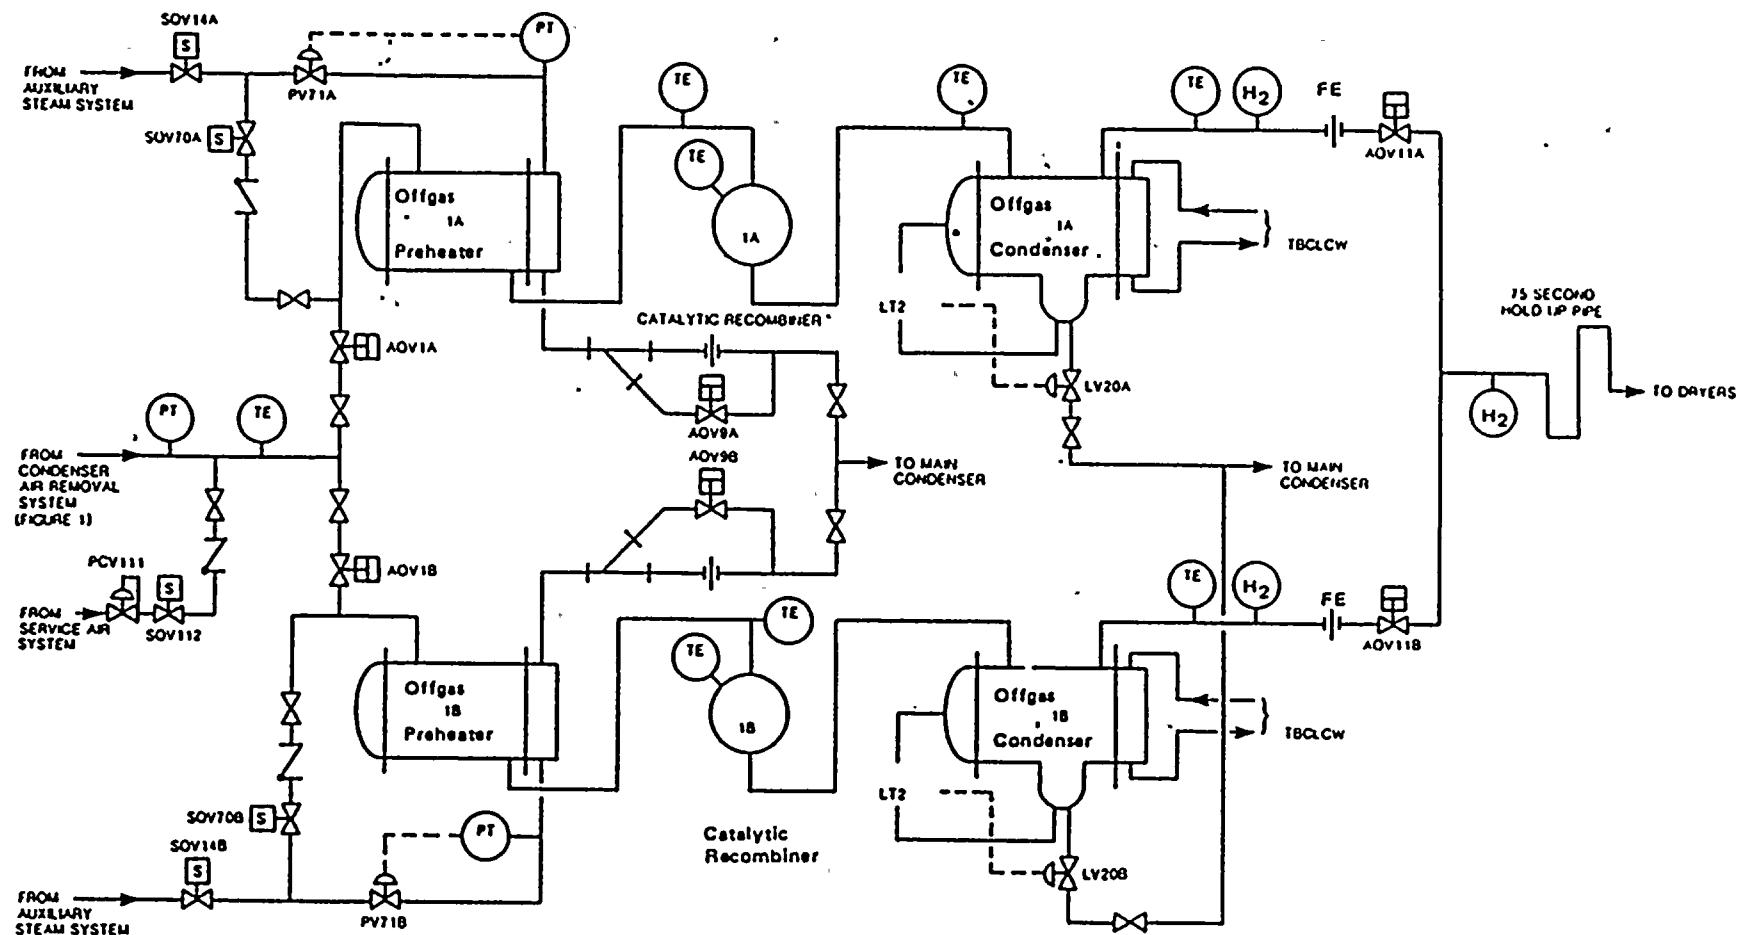 SOV14A
S
PT
FROM
AUXILIARY
STEAM SYSTEM
PV71A
SOV70A
S
TE
TE
TE
TE
H2
FE
AOV11A
Offgas
1A
Preheater
1A
Offgas
1A
Condenser
TBCLCW
LT2
CATALYTIC RECOMBINER
AOV1A
LV20A
75 SECOND
HOLD UP PIPE
TO DRYERS
H2
AOV9A
AOV9B
PT
TE
FROM
CONDENSER
AIR REMOVAL
SYSTEM
(FIGURE 1)
TO MAIN
CONDENSER
TO MAIN
CONDENSER
PCV111
S
AOV1B
FROM
SERVICE AIR
SYSTEM
SOV112
TE
TE
TE
H2
FE
AOV11B
Offgas
1B
Preheater
1B
Offgas
1B
Condenser
TBCLCW
LT2
SOV70B
S
PT
Catalytic
Recombiner
SOV14B
S
LV20B
FROM
AUXILIARY
STEAM SYSTEM
PV71B